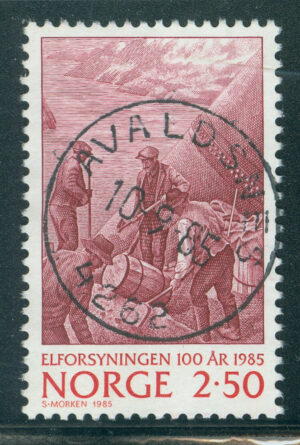 AVALDSNES
10.9.85
4262
ELFORSYNINGEN 100 ÅR 1985
NORGE 2·50
S·MORKEN 1985